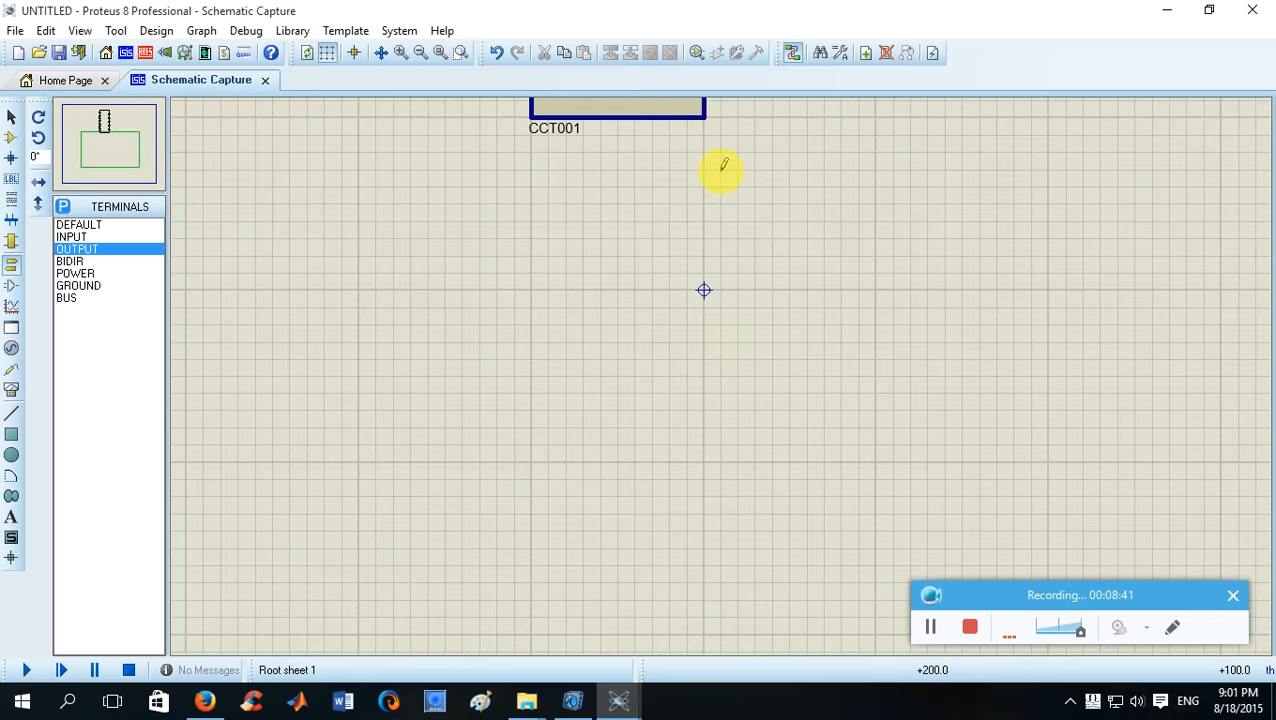 UNTITLED - Proteus 8 Professional - Schematic Capture
File Edit View Tool Design Graph Debug Library Template System Help
Home Page
Schematic Capture
0°
LBL
P TERMINALS
DEFAULT
INPUT
OUTPUT
BIDIR
POWER
GROUND
BUS
CCT001
Recording... 00:08:41
No Messages
Root sheet 1
+200.0
+100.0
th
ENG
9:01 PM
8/18/2015